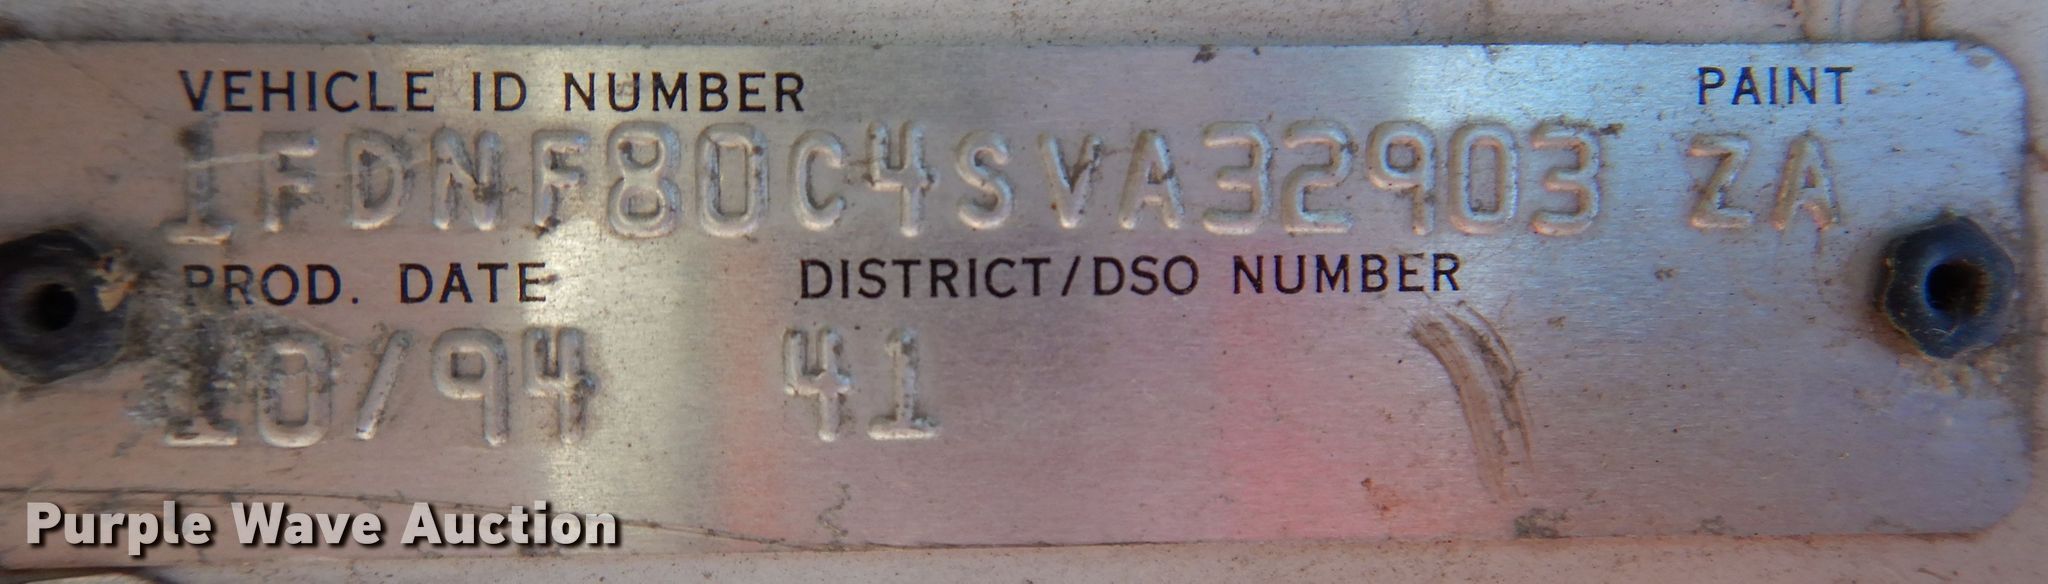 VEHICLE ID NUMBER PAINT
1FDNF80C4SVA32903 ZA
PROD. DATE DISTRICT/DSO NUMBER
10/94 41
Purple Wave Auction